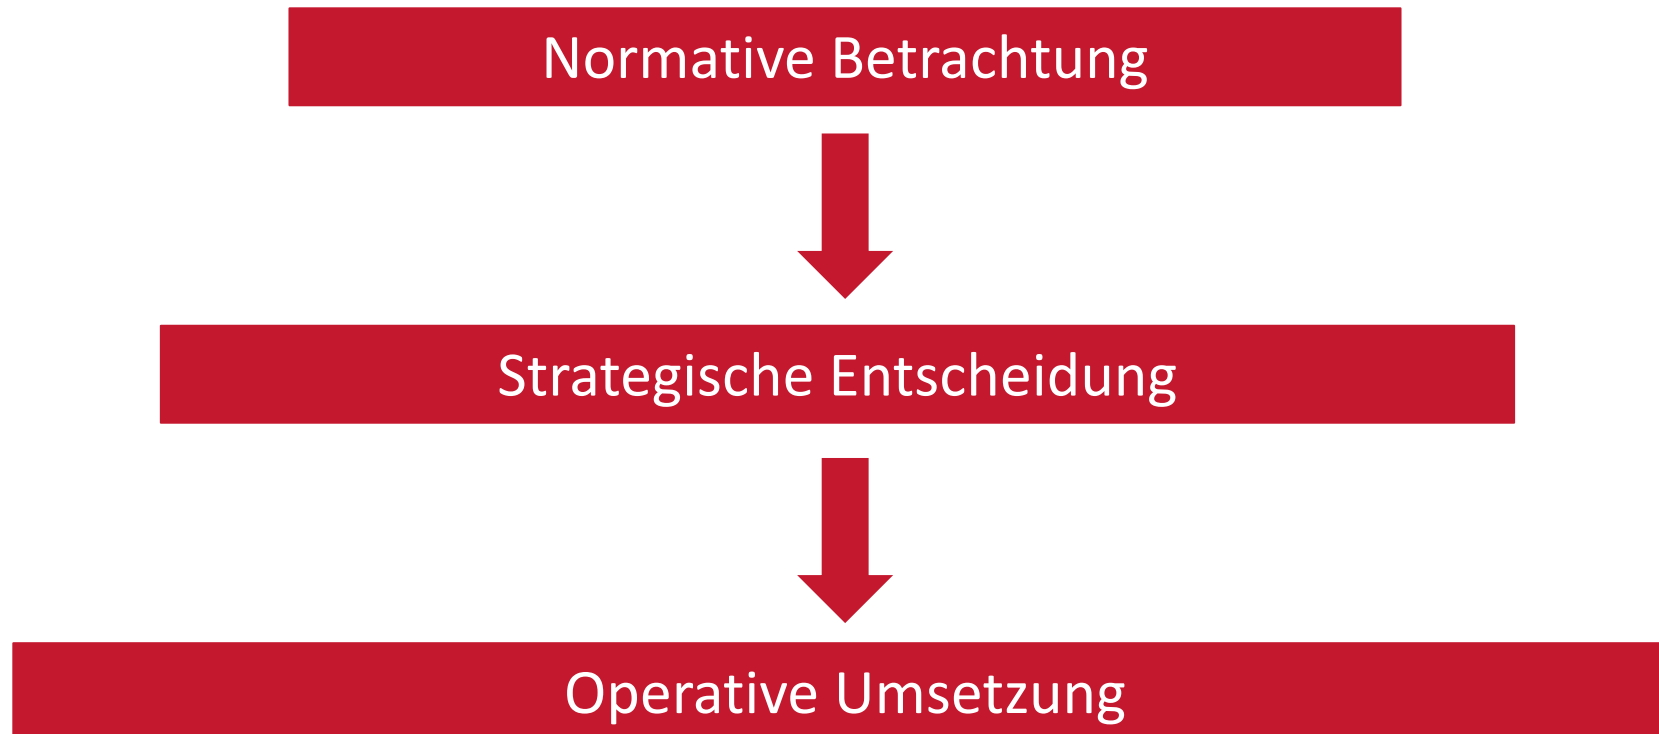 Normative Betrachtung
Strategische Entscheidung
Operative Umsetzung